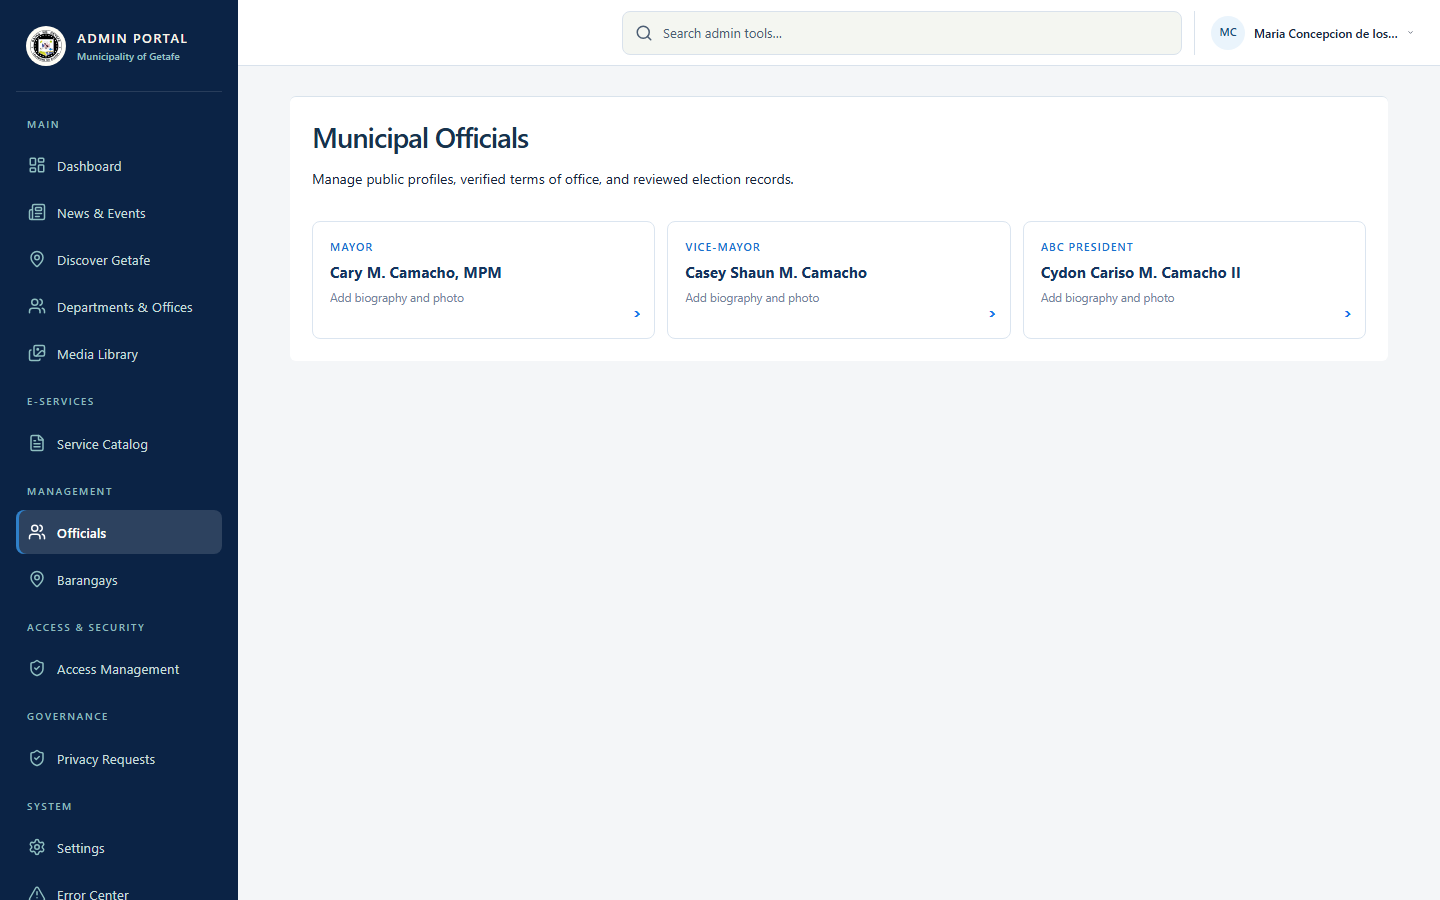 ADMIN PORTAL
Municipality of Getafe
Search admin tools...
MC
Maria Concepcion de los...
MAIN
Dashboard
News & Events
Discover Getafe
Departments & Offices
Media Library
E-SERVICES
Service Catalog
MANAGEMENT
Officials
Barangays
ACCESS & SECURITY
Access Management
GOVERNANCE
Privacy Requests
SYSTEM
Settings
Error Center
Municipal Officials
Manage public profiles, verified terms of office, and reviewed election records.
MAYOR
Cary M. Camacho, MPM
Add biography and photo
VICE-MAYOR
Casey Shaun M. Camacho
Add biography and photo
ABC PRESIDENT
Cydon Cariso M. Camacho II
Add biography and photo